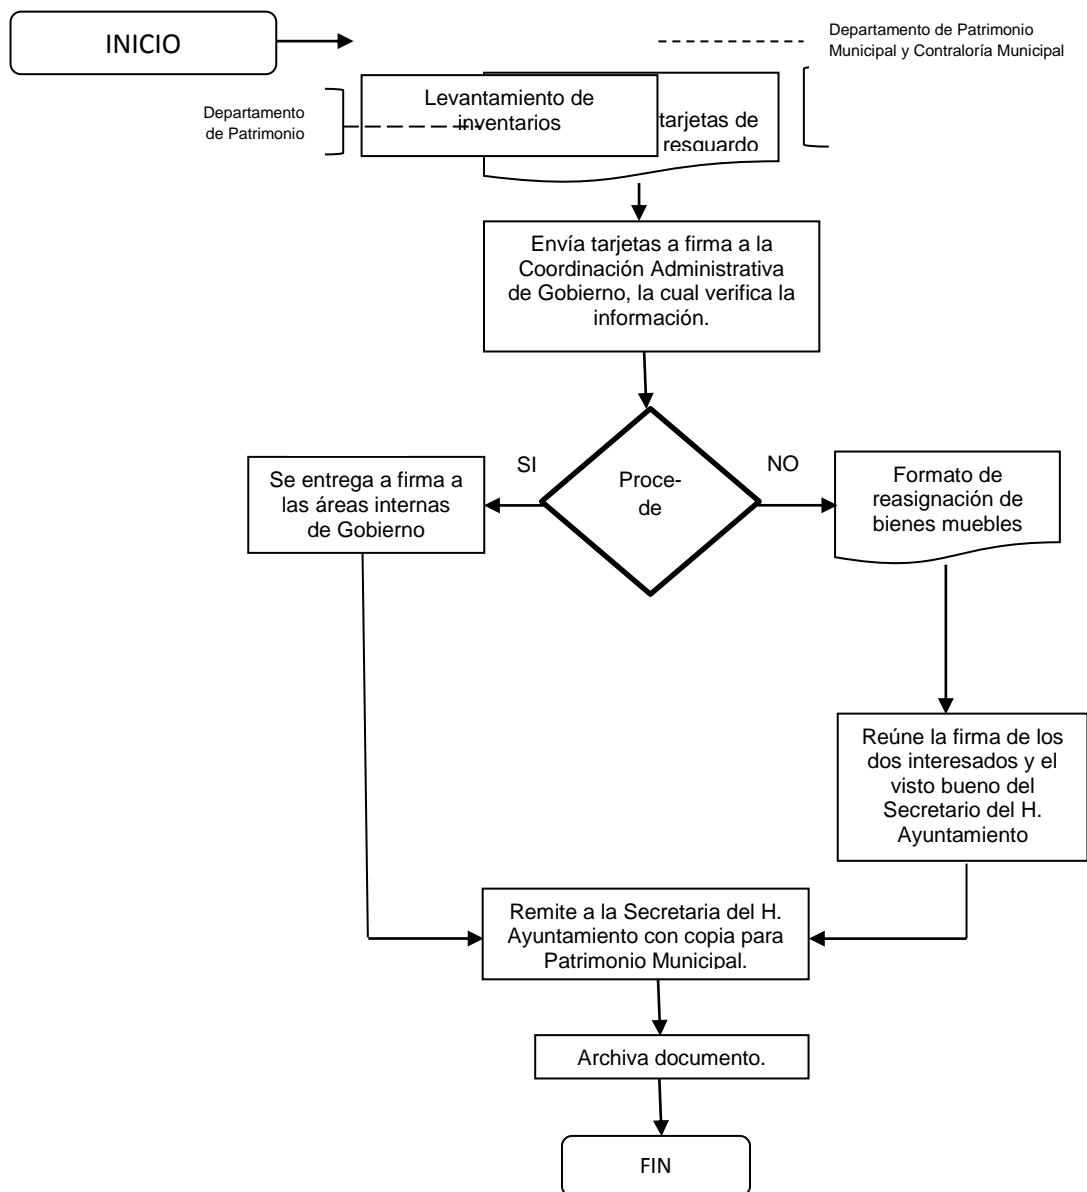 INICIO
Departamento de Patrimonio
Municipal y Contraloría Municipal
Departamento
de Patrimonio
Levantamiento de
inventarios
tarjetas de
resguardo
Envía tarjetas a firma a la
Coordinación Administrativa
de Gobierno, la cual verifica la
información.
SI
NO
Proce-
de
Se entrega a firma a
las áreas internas
de Gobierno
Formato de
reasignación de
bienes muebles
Reúne la firma de los
dos interesados y el
visto bueno del
Secretario del H.
Ayuntamiento
Remite a la Secretaria del H.
Ayuntamiento con copia para
Patrimonio Municipal.
Archiva documento.
FIN